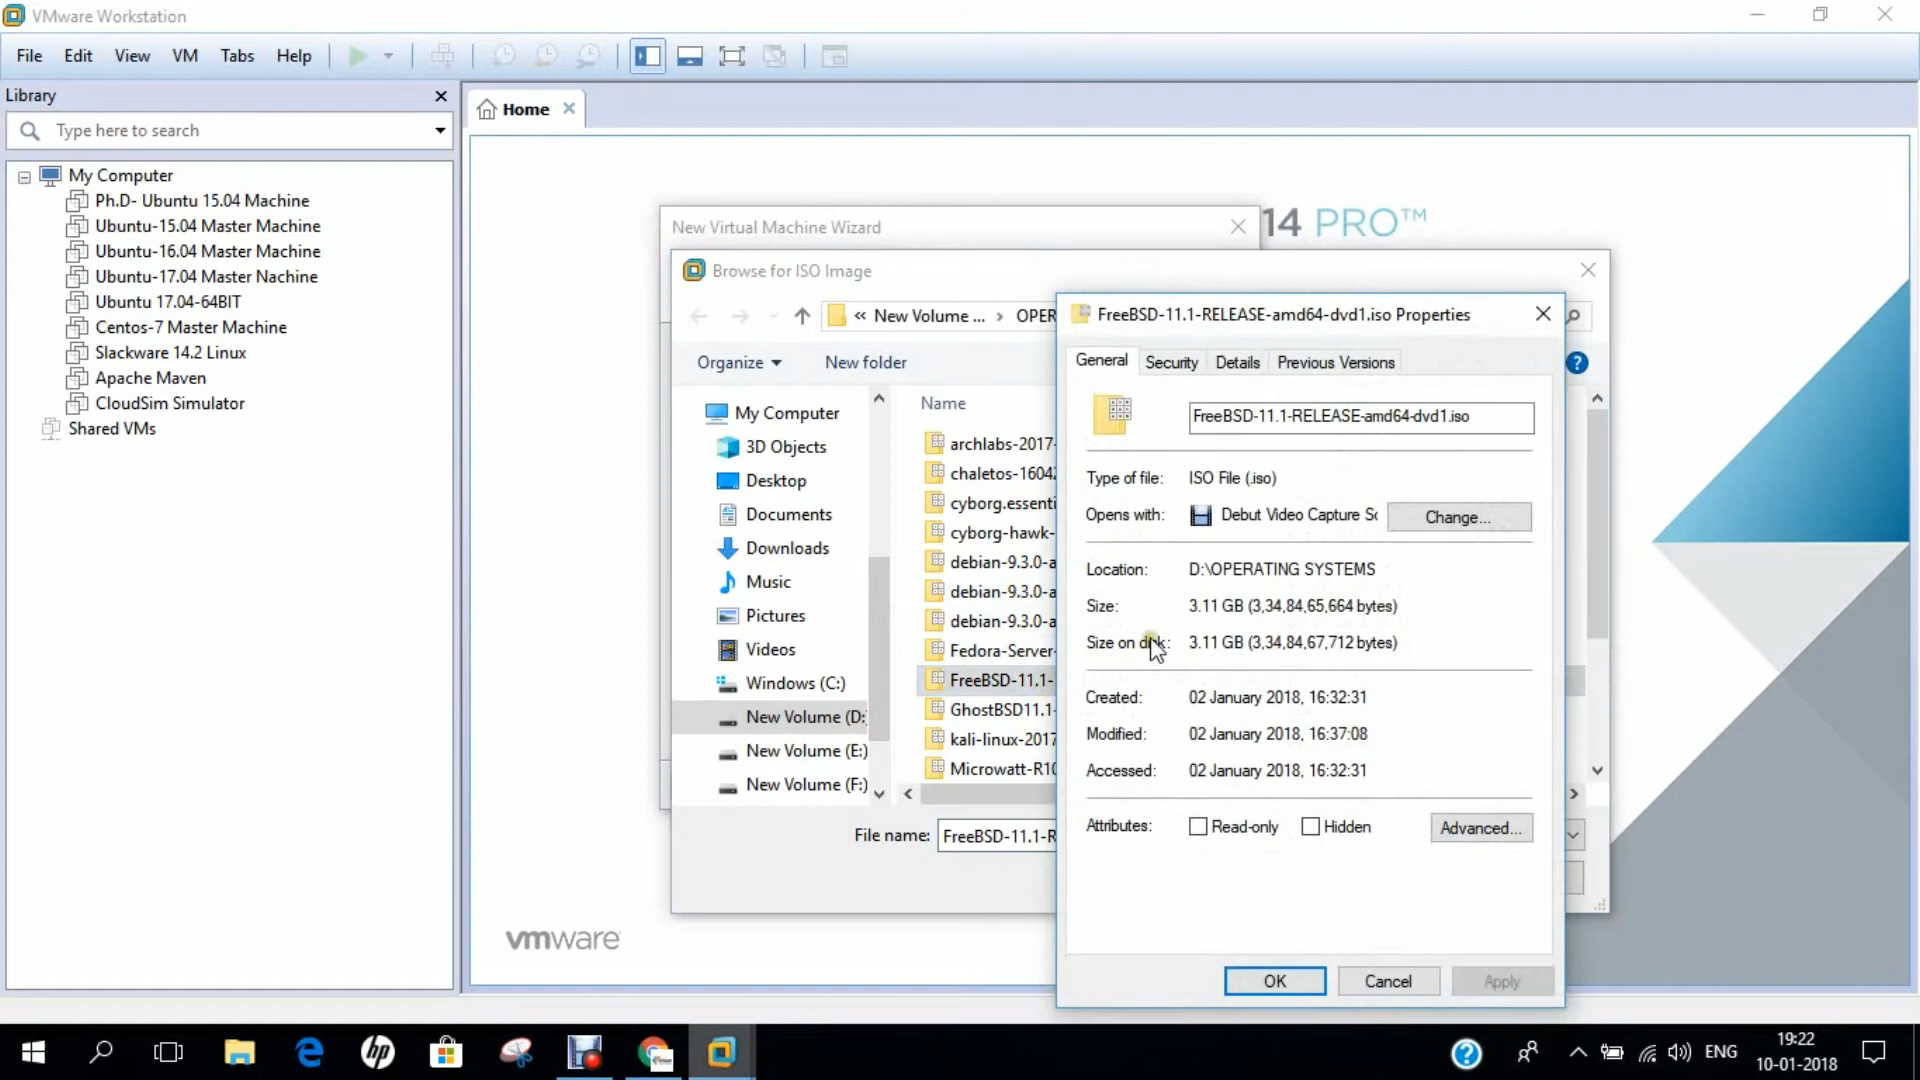 VMware Workstation
File Edit View VM Tabs Help
Library
Type here to search
My Computer
Ph.D- Ubuntu 15.04 Machine
Ubuntu-15.04 Master Machine
Ubuntu-16.04 Master Machine
Ubuntu-17.04 Master Nachine
Ubuntu 17.04-64BIT
Centos-7 Master Machine
Slackware 14.2 Linux
Apache Maven
CloudSim Simulator
Shared VMs
Home
14 PRO™
New Virtual Machine Wizard
Browse for ISO Image
« New Volume ... › OPER
Organize
New folder
My Computer
3D Objects
Desktop
Documents
Downloads
Music
Pictures
Videos
Windows (C:)
New Volume (D:
New Volume (E:)
New Volume (F:)
Name
archlabs-2017-
chaletos-16042
cyborg.essenti
cyborg-hawk-
debian-9.3.0-a
debian-9.3.0-a
debian-9.3.0-a
Fedora-Server-
FreeBSD-11.1-
GhostBSD11.1-
kali-linux-2017
Microwatt-R10
File name: FreeBSD-11.1-R
FreeBSD-11.1-RELEASE-amd64-dvd1.iso Properties
General Security Details Previous Versions
FreeBSD-11.1-RELEASE-amd64-dvd1.iso
Type of file: ISO File (.iso)
Opens with: Debut Video Capture Sc Change...
Location: D:\OPERATING SYSTEMS
Size: 3.11 GB (3,34,84,65,664 bytes)
Size on disk: 3.11 GB (3,34,84,67,712 bytes)
Created: 02 January 2018, 16:32:31
Modified: 02 January 2018, 16:37:08
Accessed: 02 January 2018, 16:32:31
Attributes: Read-only Hidden Advanced...
OK Cancel Apply
vmware
hp
ENG
19:22
10-01-2018